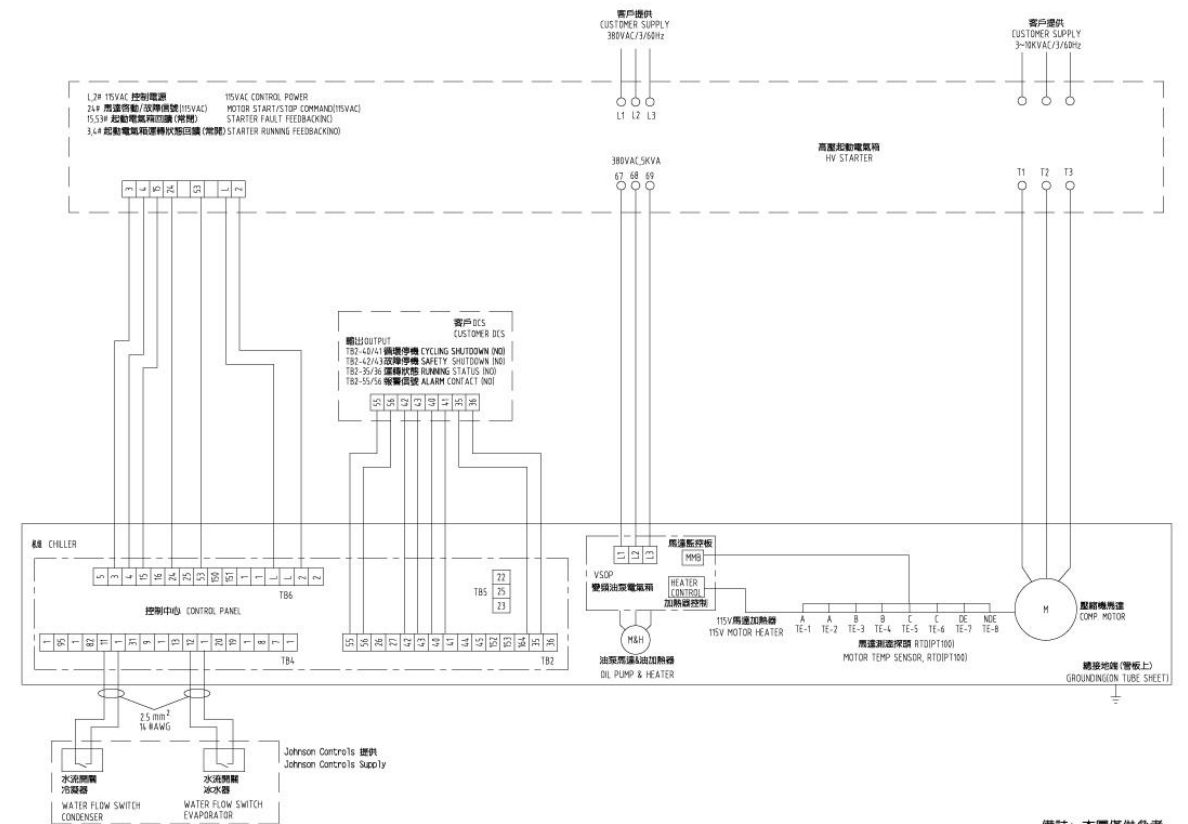 客戶提供
CUSTOMER SUPPLY
380VAC/3/60Hz
客戶提供
CUSTOMER SUPPLY
3~10KVAC/3/60Hz
L,2# 115VAC 控制電源 115VAC CONTROL POWER
24# 馬達啓動/故障信號(115VAC) MOTOR START/STOP COMMAND(115VAC)
15,53# 起動電氣箱回饋(常閉) STARTER FAULT FEEDBACK(NC)
3,4# 起動電氣箱運轉狀態回饋(常開) STARTER RUNNING FEEDBACK(NO)
L1 L2 L3
高壓起動電氣箱
HV STARTER
380VAC,5KVA
67 68 69
T1 T2 T3
3 4 15 24 53 L 2
客戶DCS
CUSTOMER DCS
輸出OUTPUT
TB2-40/41循環停機 CYCLING SHUTDOWN (NO)
TB2-42/43故障停機 SAFETY SHUTDOWN (NO)
TB2-35/36 運轉狀態 RUNNING STATUS (NO)
TB2-55/56 報警信號 ALARM CONTACT (NO)
55 56 42 43 40 41 35 36
CHILLER
5 3 4 15 16 24 25 53 150 151 1 1 L L 2 2
TB6
控制中心 CONTROL PANEL
TB5
22
25
23
1 95 1 82 11 1 31 9 1 13 12 1 20 19 1 8 7 1
TB4
55 56 26 27 42 43 40 41 44 45 152 153 164 35 36
TB2
L1 L2 L3
VSOP
變頻油泵電氣箱
馬達監控板
MMB
HEATER
CONTROL
加熱器控制
M&H
油泵馬達&油加熱器
OIL PUMP & HEATER
115V馬達加熱器
115V MOTOR HEATER
A A B B C C DE NDE
TE-1 TE-2 TE-3 TE-4 TE-5 TE-6 TE-7 TE-8
馬達測溫探頭 RTD(PT100)
MOTOR TEMP SENSOR, RTD(PT100)
M
壓縮機馬達
COMP. MOTOR
總接地端(管板上)
GROUNDING(ON TUBE SHEET)
2.5 mm²
14 #AWG
Johnson Controls 提供
Johnson Controls Supply
水流開關
冷凝器
WATER FLOW SWITCH
CONDENSER
水流開關
冰水器
WATER FLOW SWITCH
EVAPORATOR